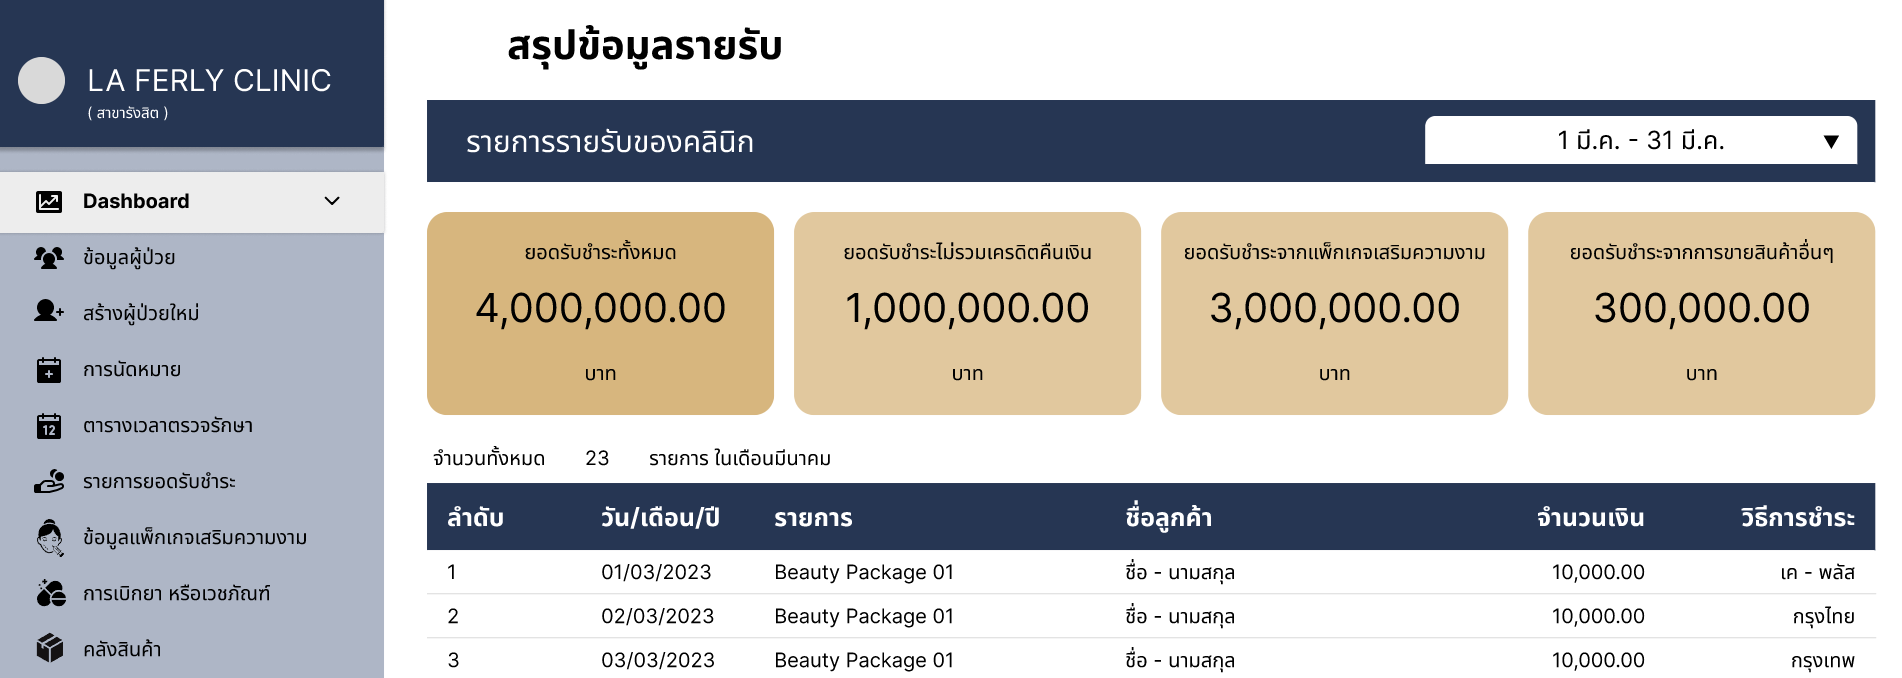 LA FERLY CLINIC
( สาขารังสิต )
Dashboard
ข้อมูลผู้ป่วย
สร้างผู้ป่วยใหม่
การนัดหมาย
12
ตารางเวลาตรวจรักษา
รายการยอดรับชำระ
ข้อมูลแพ็กเกจเสริมความงาม
การเบิกยา หรือเวชภัณฑ์
คลังสินค้า
สรุปข้อมูลรายรับ
รายการรายรับของคลินิก
1 มี.ค. - 31 มี.ค.
ยอดรับชำระทั้งหมด
4,000,000.00
บาท
ยอดรับชำระไม่รวมเครดิตคืนเงิน
1,000,000.00
บาท
ยอดรับชำระจากแพ็กเกจเสริมความงาม
3,000,000.00
บาท
ยอดรับชำระจากการขายสินค้าอื่นๆ
300,000.00
บาท
จำนวนทั้งหมด 23 รายการ ในเดือนมีนาคม
ลำดับ วัน/เดือน/ปี รายการ ชื่อลูกค้า จำนวนเงิน วิธีการชำระ
1 01/03/2023 Beauty Package 01 ชื่อ - นามสกุล 10,000.00 เค - พลัส
2 02/03/2023 Beauty Package 01 ชื่อ - นามสกุล 10,000.00 กรุงไทย
3 03/03/2023 Beauty Package 01 ชื่อ - นามสกุล 10,000.00 กรุงเทพ